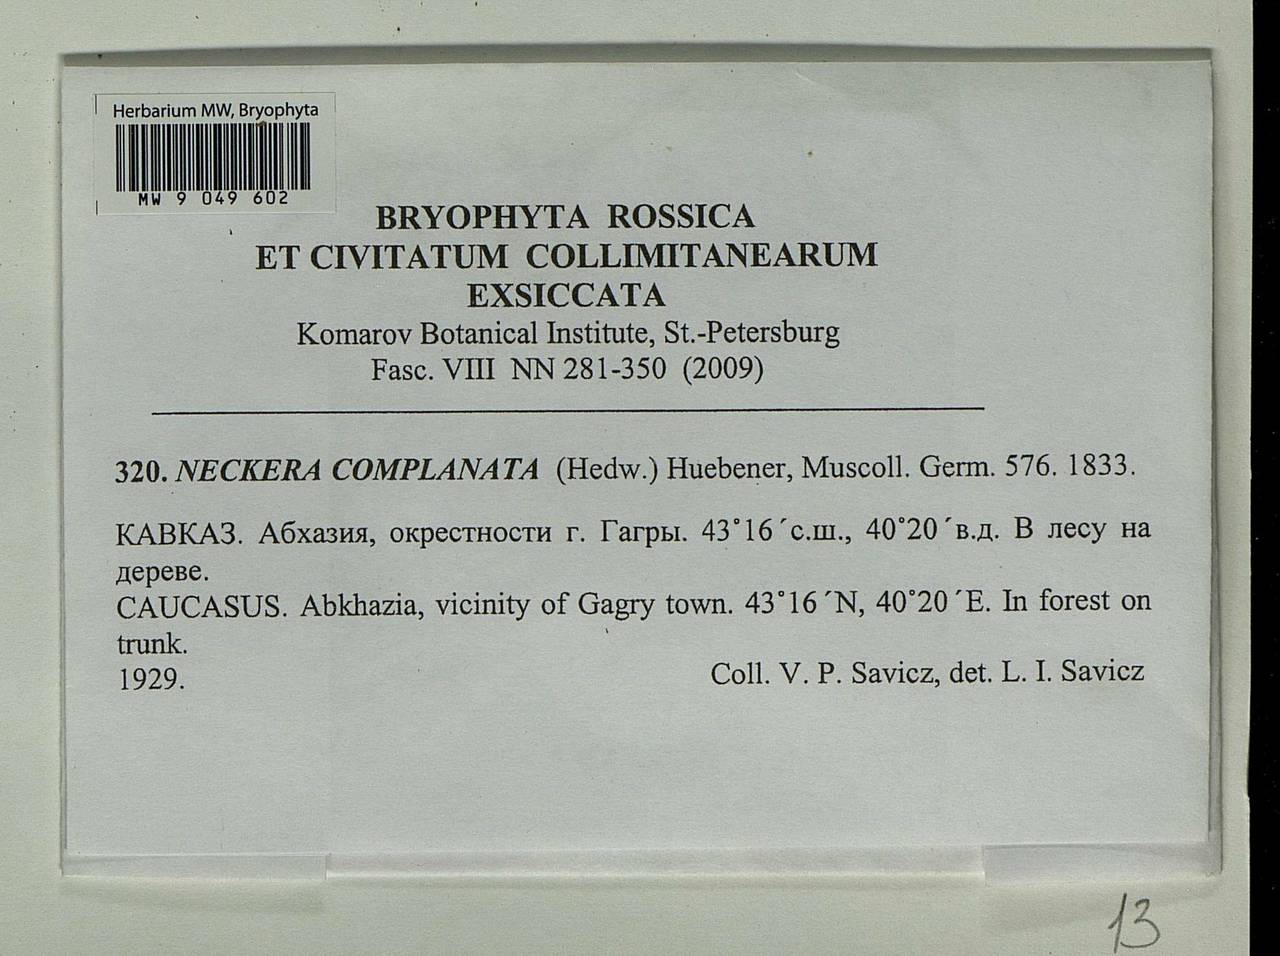 Herbarium MW, Bryophyta
MW 9 049 602
BRYOPHYTA ROSSICA
ET CIVITATUM COLLIMITANEARUM
EXSICCATA
Komarov Botanical Institute, St.-Petersburg
Fasc. VIII NN 281-350 (2009)
320. NECKERA COMPLANATA (Hedw.) Huebener, Muscoll. Germ. 576. 1833.
КАВКАЗ. Абхазия, окрестности г. Гагры. 43°16´с.ш., 40°20´в.д. В лесу на
дереве.
CAUCASUS. Abkhazia, vicinity of Gagry town. 43°16´N, 40°20´E. In forest on
trunk.
1929. Coll. V. P. Savicz, det. L. I. Savicz
13